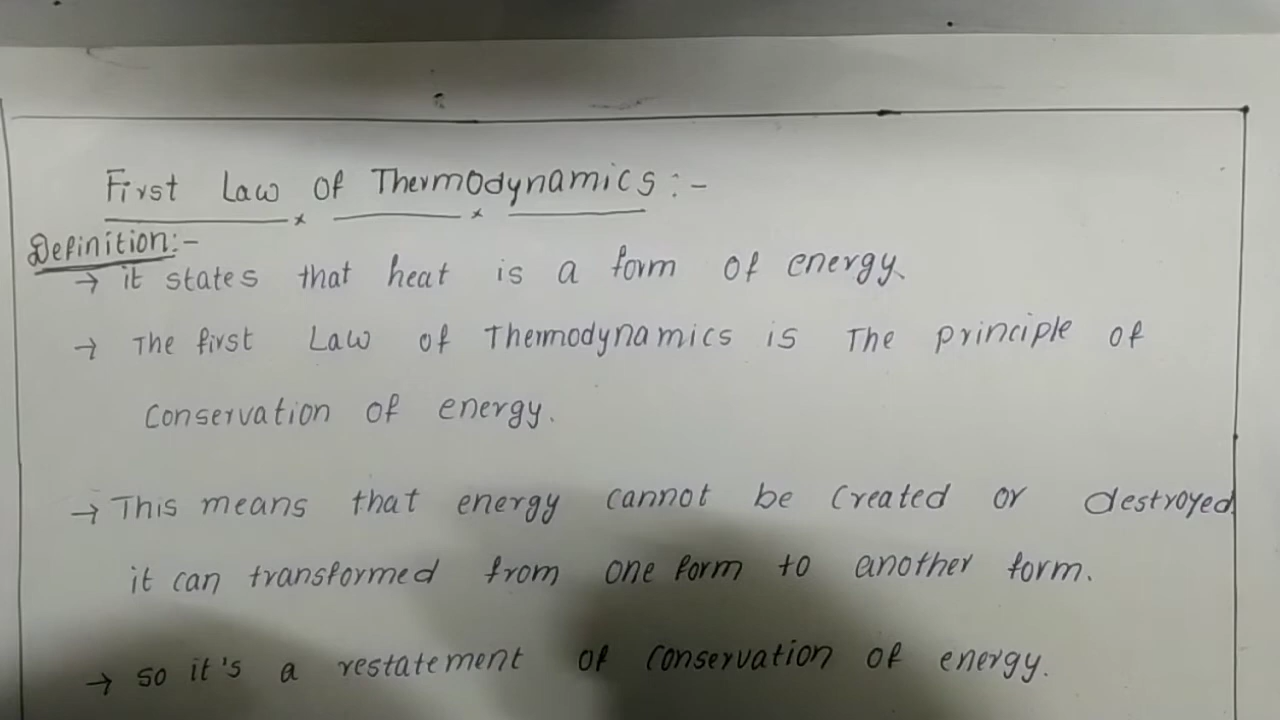 First Law Of Thermodynamics:-
Definition:-
→ it states that heat is a form of energy.
→ The first Law of Thermodynamics is The principle of
Conservation of energy.
→ This means that energy cannot be Created or destroyed
it can transformed from one form to another form.
→ so it's a restatement of conservation of energy.